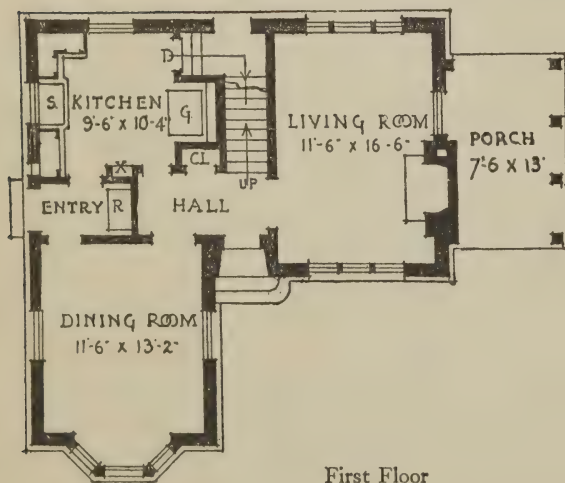 D
S.
KITCHEN
9'-6" X 10'-4"
G
CL
UP
LIVING ROOM
11'-6" X 16'-6"
PORCH
7'-6 X 13'
X
ENTRY
R
HALL
DINING ROOM
11'-6" X 13'-2"
First Floor